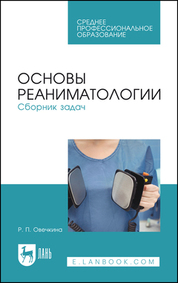 СРЕДНЕЕ
ПРОФЕССИОНАЛЬНОЕ
ОБРАЗОВАНИЕ
ОСНОВЫ
РЕАНИМАТОЛОГИИ
Сборник задач
Р. П. Овечкина
ЛАНЬ
E.LANBOOK.COM